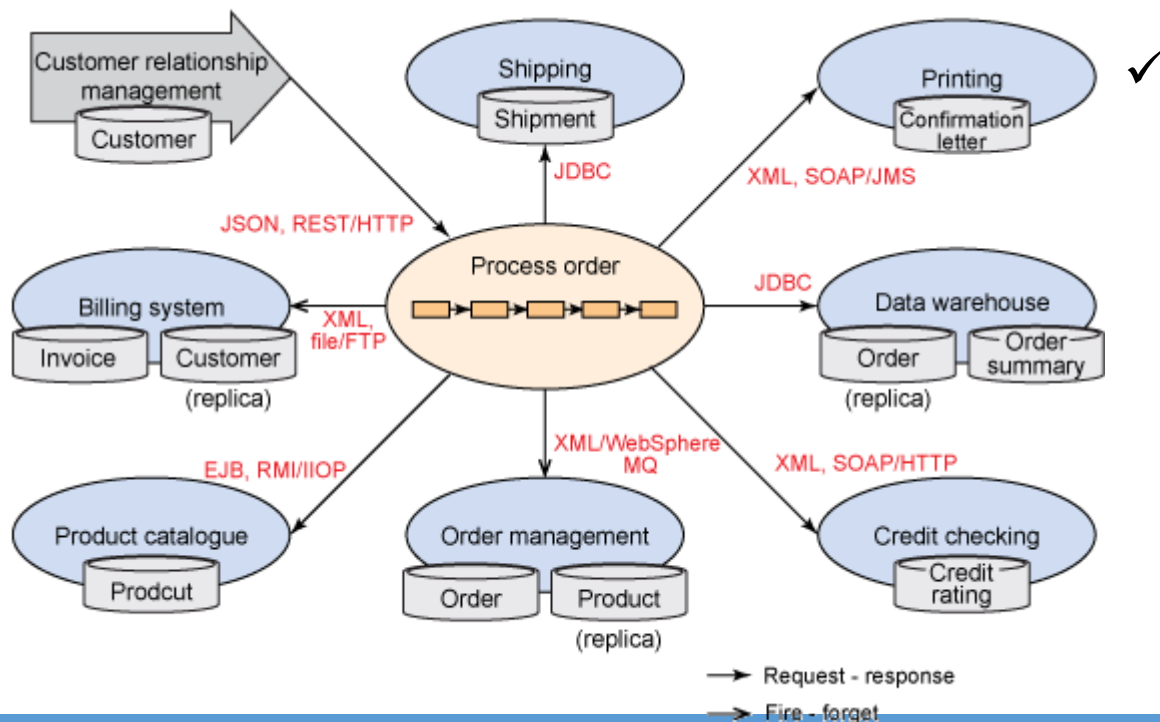 Customer relationship
management
Customer
Shipping
Shipment
Printing
Confirmation
letter
JDBC
XML, SOAP/JMS
JSON, REST/HTTP
Process order
Billing system
Invoice
Customer
(replica)
XML,
file/FTP
JDBC
Data warehouse
Order
(replica)
Order
summary
EJB, RMI/IIOP
XML/WebSphere
MQ
XML, SOAP/HTTP
Product catalogue
Prodcut
Order management
Order
Product
(replica)
Credit checking
Credit
rating
Request - response
Fire - forget